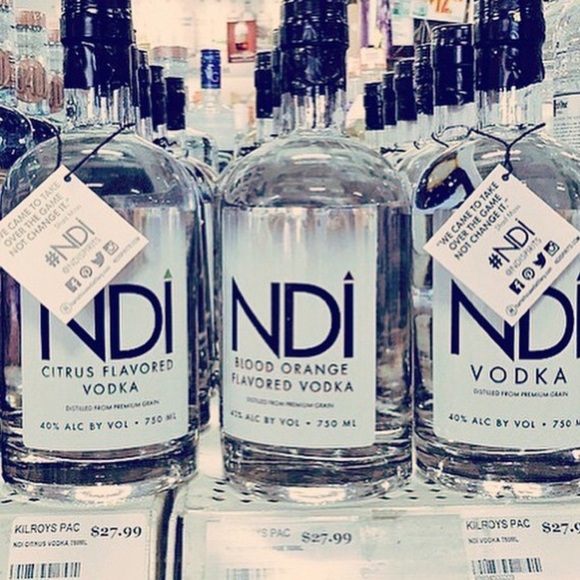 "WE CAME TO TAKE
OVER THE GAME
NOT CHANGE IT."
#NDI
@NDISPIRITS
NDI
CITRUS FLAVORED
VODKA
DISTILLED FROM PREMIUM GRAIN
40% ALC BY VOL • 750 ML
NDI
BLOOD ORANGE
FLAVORED VODKA
DISTILLED FROM PREMIUM GRAIN
40% ALC BY VOL • 750 ML
"WE CAME TO TAKE
OVER THE GAME
NOT CHANGE IT."
#NDI
@NDISPIRITS
NDI
VODKA
DISTILLED FROM PREMIUM GRAIN
40% ALC BY VOL • 750 M
KILROYS PAC $27.99
NDI CITRUS VODKA 750ML
PAC $27.99
KILROYS PAC $27.9
NDI VODKA 750ML